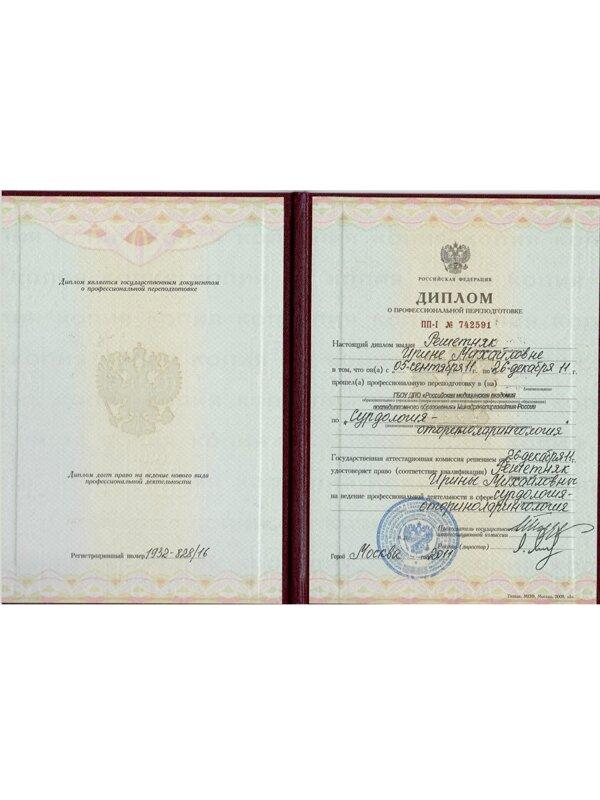 Диплом является государственным документом
о профессиональной переподготовке
Диплом дает право на ведение нового вида
профессиональной деятельности
Регистрационный номер 1932-828/16
РОССИЙСКАЯ ФЕДЕРАЦИЯ
ДИПЛОМ
О ПРОФЕССИОНАЛЬНОЙ ПЕРЕПОДГОТОВКЕ
ПП-I № 742591
Настоящий диплом выдан Решетняк
Ирине Михайловне
в том, что он(а) с 05 сентября 11 г. по 26 декабря 11 г.
прошел(а) профессиональную переподготовку в (на)
ГБОУ ДПО «Российская медицинская академия
последипломного образования» Минздравсоцразвития России
по „Сурдология-
оториноларингология"
Государственная аттестационная комиссия решением от 26 декабря 11
удостоверяет право (соответствие квалификации) Решетняк
Ирины Михайловны
на ведение профессиональной деятельности в сфере сурдология-
оториноларингология
Председатель государственной
аттестационной комиссии
Ректор (директор)
Город Москва 2011